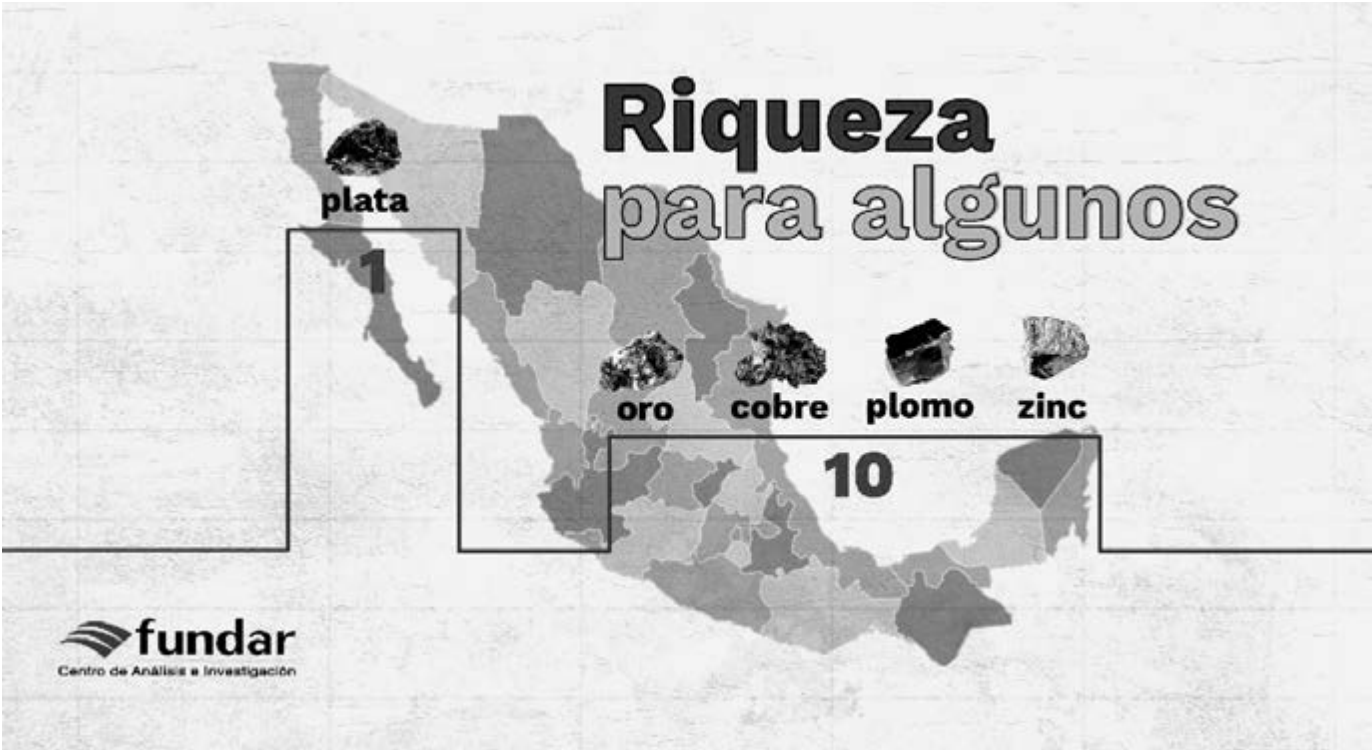 Riqueza
para algunos
plata
1
oro
cobre
plomo
zinc
10
fundar
Centro de Análisis e Investigación